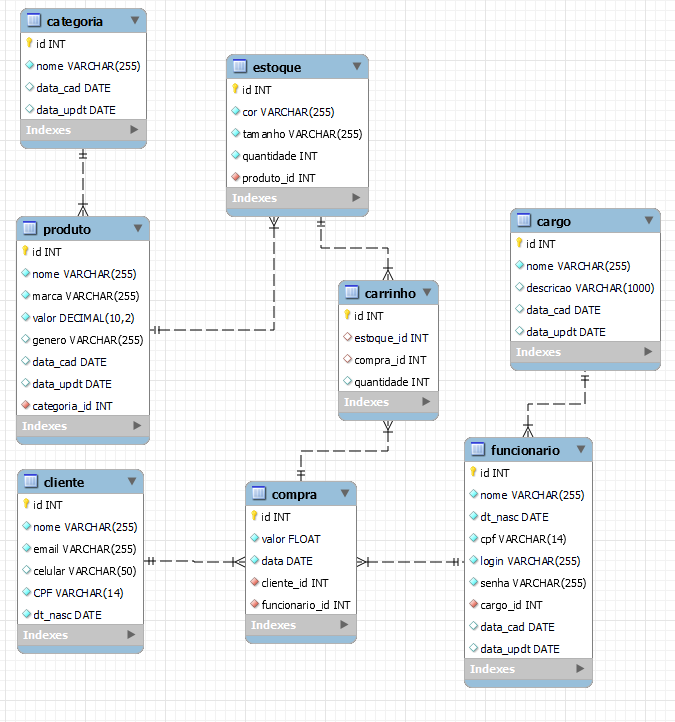 categoria
id INT
nome VARCHAR(255)
data_cad DATE
data_updt DATE
Indexes
estoque
id INT
cor VARCHAR(255)
tamanho VARCHAR(255)
quantidade INT
produto_id INT
Indexes
produto
id INT
nome VARCHAR(255)
marca VARCHAR(255)
valor DECIMAL(10,2)
genero VARCHAR(255)
data_cad DATE
data_updt DATE
categoria_id INT
Indexes
cargo
id INT
nome VARCHAR(255)
descricao VARCHAR(1000)
data_cad DATE
data_updt DATE
Indexes
carrinho
id INT
estoque_id INT
compra_id INT
quantidade INT
Indexes
cliente
id INT
nome VARCHAR(255)
email VARCHAR(255)
celular VARCHAR(50)
CPF VARCHAR(14)
dt_nasc DATE
Indexes
compra
id INT
valor FLOAT
data DATE
cliente_id INT
funcionario_id INT
Indexes
funcionario
id INT
nome VARCHAR(255)
dt_nasc DATE
cpf VARCHAR(14)
login VARCHAR(255)
senha VARCHAR(255)
cargo_id INT
data_cad DATE
data_updt DATE
Indexes